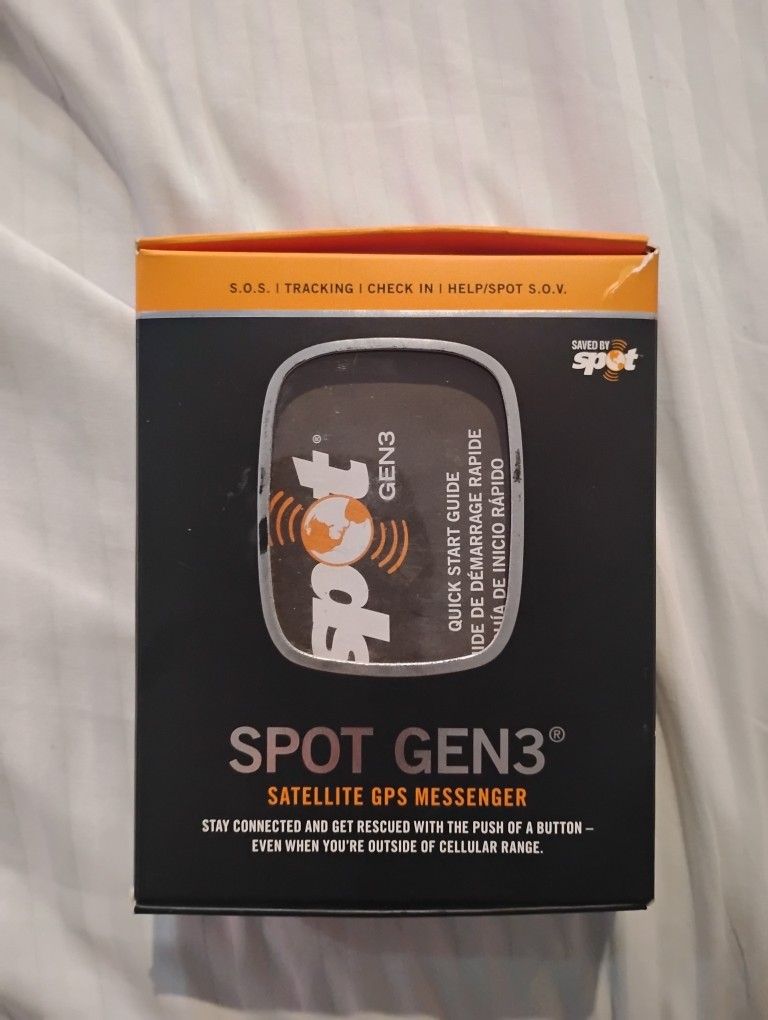 S.O.S. | TRACKING | CHECK IN | HELP/SPOT S.O.V.
SAVED BY
spot
spot®
GEN3
QUICK START GUIDE
IDE DE DÉMARRAGE RAPIDE
UÍA DE INICIO RÁPIDO
SPOT GEN3®
SATELLITE GPS MESSENGER
STAY CONNECTED AND GET RESCUED WITH THE PUSH OF A BUTTON –
EVEN WHEN YOU'RE OUTSIDE OF CELLULAR RANGE.